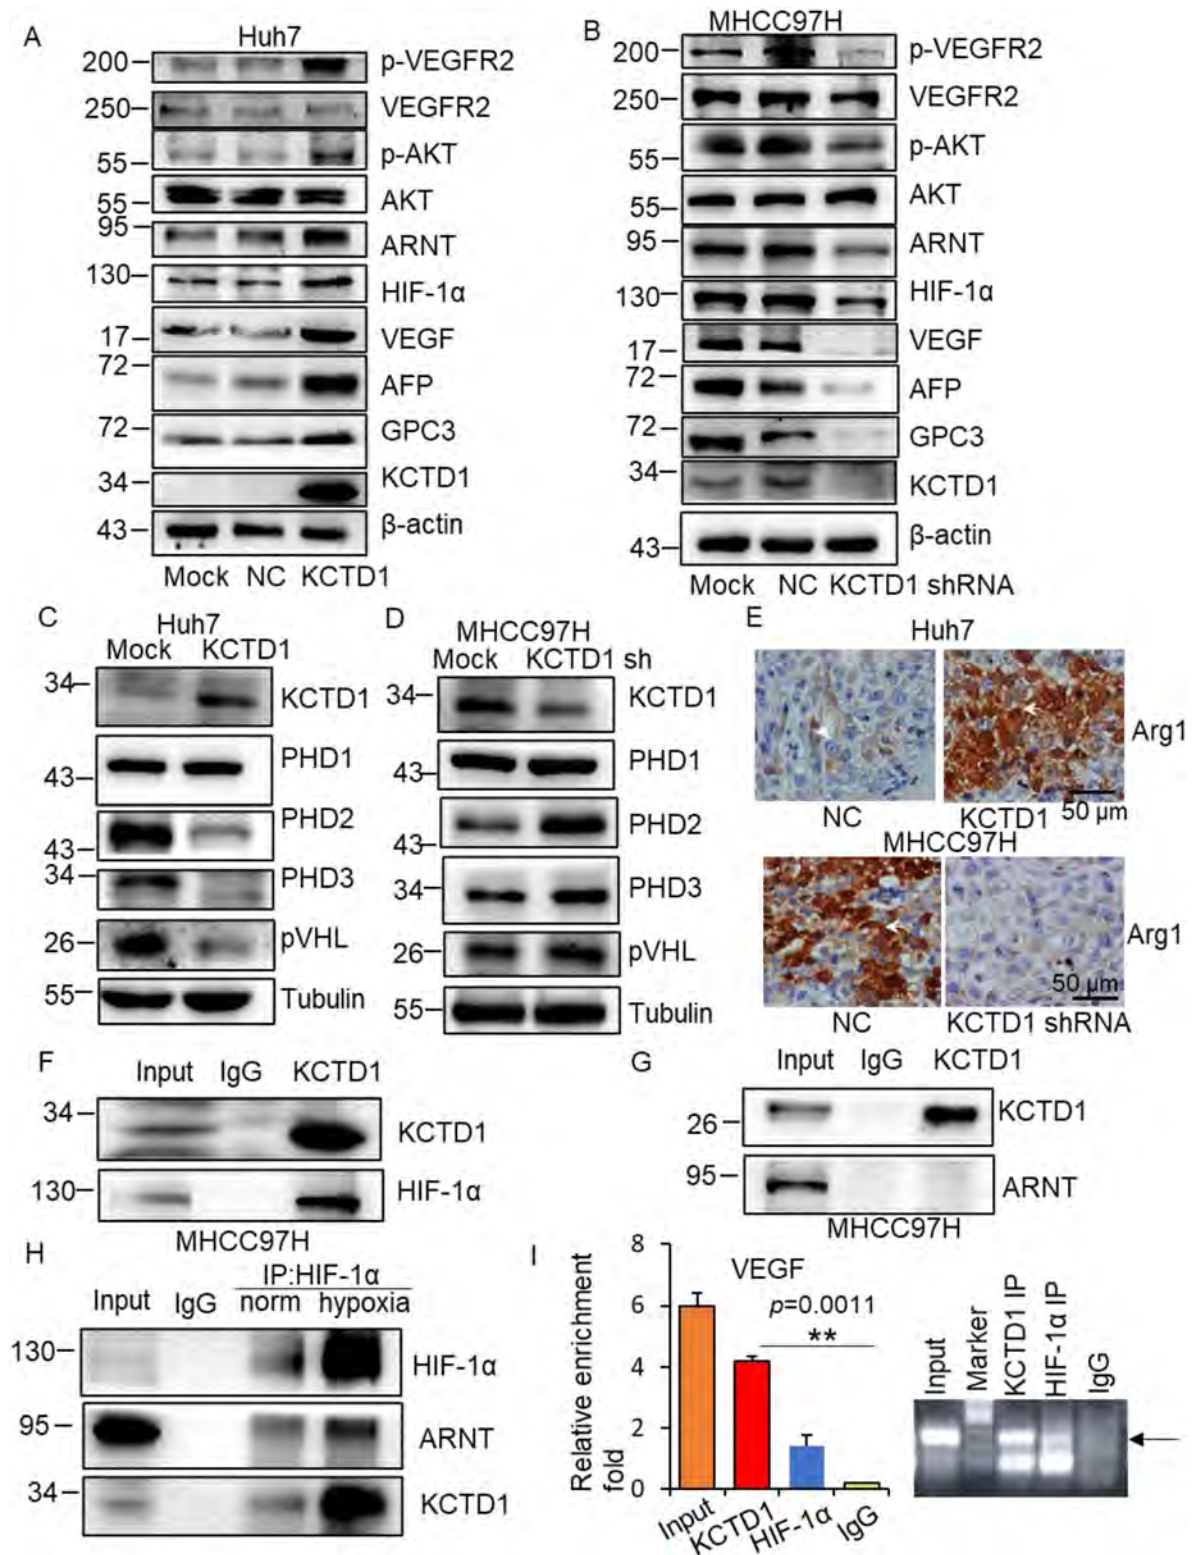 A
Huh7
200
p-VEGFR2
250
VEGFR2
55
p-AKT
55
AKT
95
ARNT
130
HIF-1α
17
VEGF
72
AFP
72
GPC3
34
KCTD1
43
β-actin
Mock NC KCTD1
B
MHCC97H
200
p-VEGFR2
250
VEGFR2
55
p-AKT
55
AKT
95
ARNT
130
HIF-1α
17
VEGF
72
AFP
72
GPC3
34
KCTD1
43
β-actin
Mock NC KCTD1 shRNA
C
Huh7
Mock KCTD1
34
KCTD1
43
PHD1
43
PHD2
34
PHD3
26
pVHL
55
Tubulin
D
MHCC97H
Mock KCTD1 sh
34
KCTD1
43
PHD1
43
PHD2
34
PHD3
26
pVHL
55
Tubulin
E
Huh7
Arg1
50 µm
NC KCTD1
MHCC97H
Arg1
50 µm
NC KCTD1 shRNA
F
Input IgG KCTD1
34
KCTD1
130
HIF-1α
MHCC97H
G
Input IgG KCTD1
26
KCTD1
95
ARNT
MHCC97H
H
IP:HIF-1α
Input IgG norm hypoxia
130
HIF-1α
95
ARNT
34
KCTD1
I
Relative enrichment
fold
8
6
4
2
0
VEGF
p=0.0011
**
Input
KCTD1
HIF-1α
IgG
Input
Marker
KCTD1 IP
HIF-1α IP
IgG